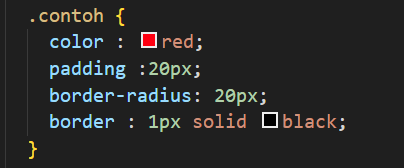 .contoh {
color : red;
padding :20px;
border-radius: 20px;
border : 1px solid black;
}